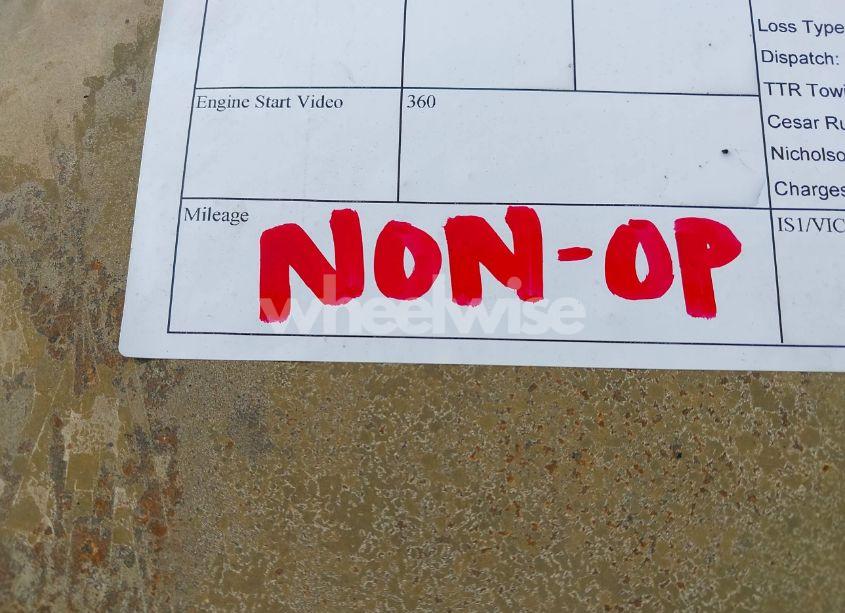 Loss Type
Dispatch:
TTR Towi
Engine Start Video
360
Cesar Ru
Nicholso
Charges
Mileage
NON-OP
IS1/VIC
wheelwise